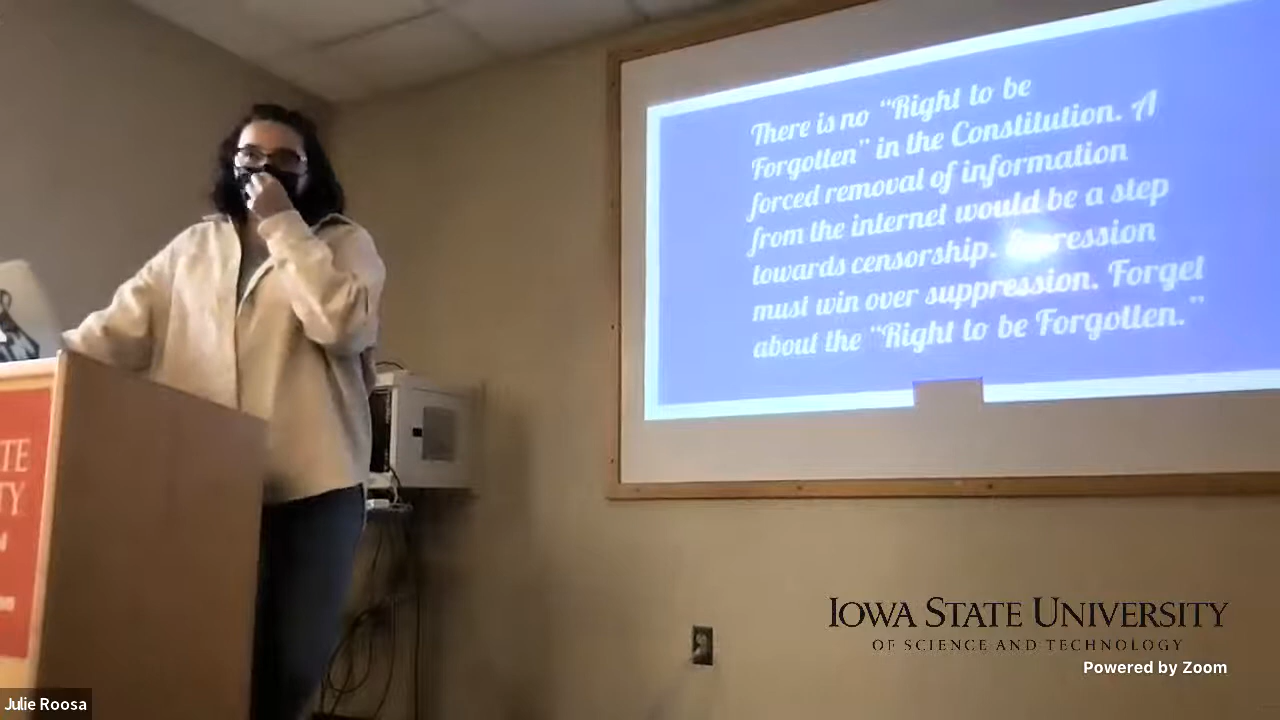 There is no “Right to be
Forgotten” in the Constitution. A
forced removal of information
from the internet would be a step
towards censorship.
must win over suppression. Forget
about the “Right to be Forgotten.”
TE
TY
IOWA STATE UNIVERSITY
OF SCIENCE AND TECHNOLOGY
Powered by Zoom
Julie Roosa